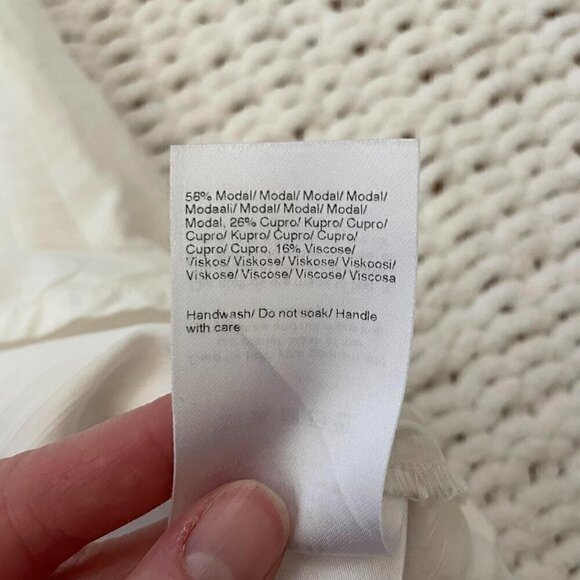 58% Modal/ Modal/ Modal/ Modal/
Modaali/ Modal/ Modal/ Modal/
Modal, 26% Cupro/ Kupro/ Cupro/
Cupro/ Kupro/ Cupro/ Cupro/
Cupro/ Cupro, 16% Viscose/
Viskos/ Viskose/ Viskose/ Viskoosi/
Viskose/ Viscose/ Viscose/ Viscosa
Handwash/ Do not soak/ Handle
with care